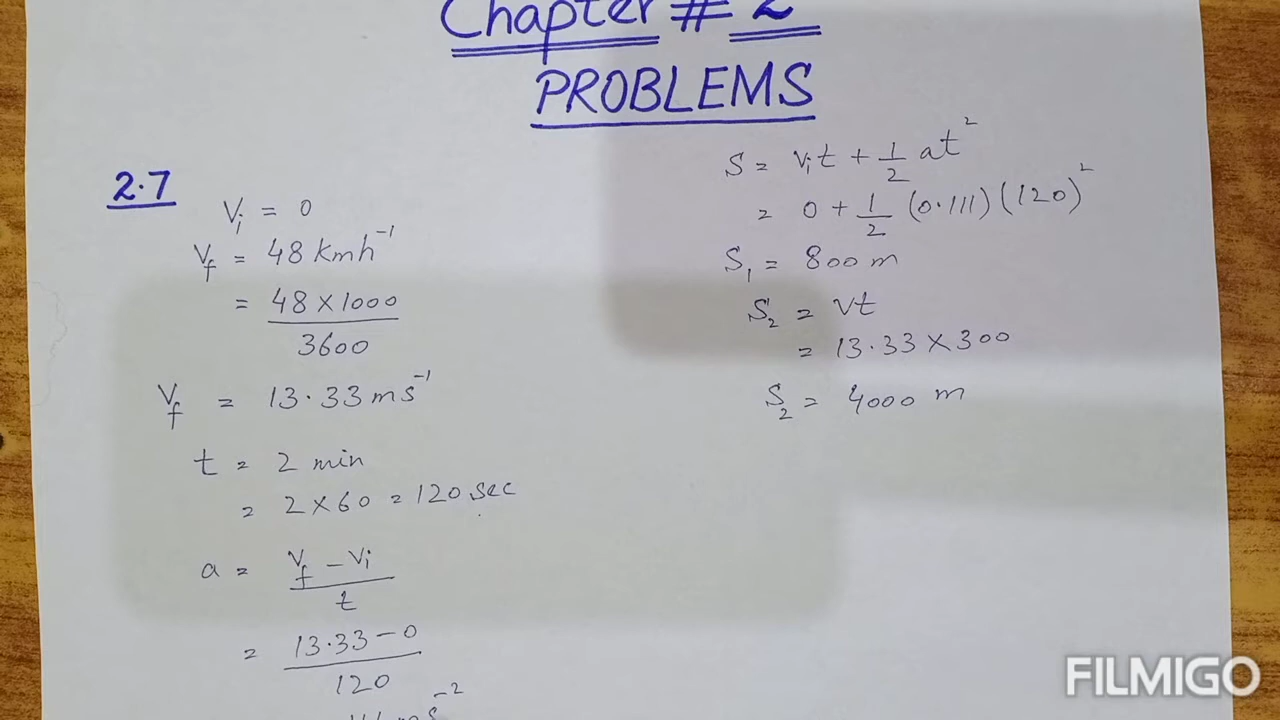 Chapter # 2
PROBLEMS
2.7
Vi = 0
Vf = 48 Kmh⁻¹
= 48 × 1000
3600
Vf = 13.33 ms⁻¹
t = 2 min
= 2 × 60 = 120 sec
a = Vf - Vi
t
= 13.33 - 0
120
ms⁻²
S = Vit + 1/2 at²
= 0 + 1/2 (0.111) (120)²
S₁ = 800 m
S₂ = Vt
= 13.33 × 300
S₂ = 4000 m
FILMIGO